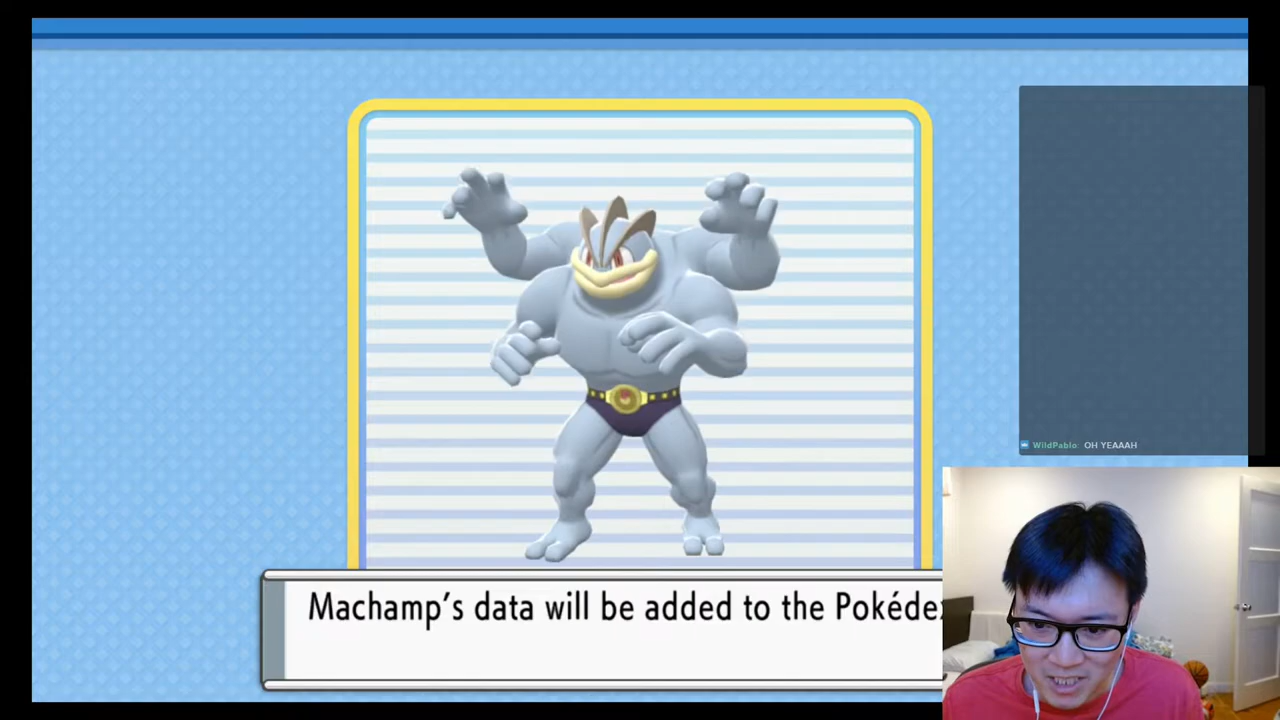 WildPablo: OH YEAAAH
Machamp's data will be added to the Pokéde